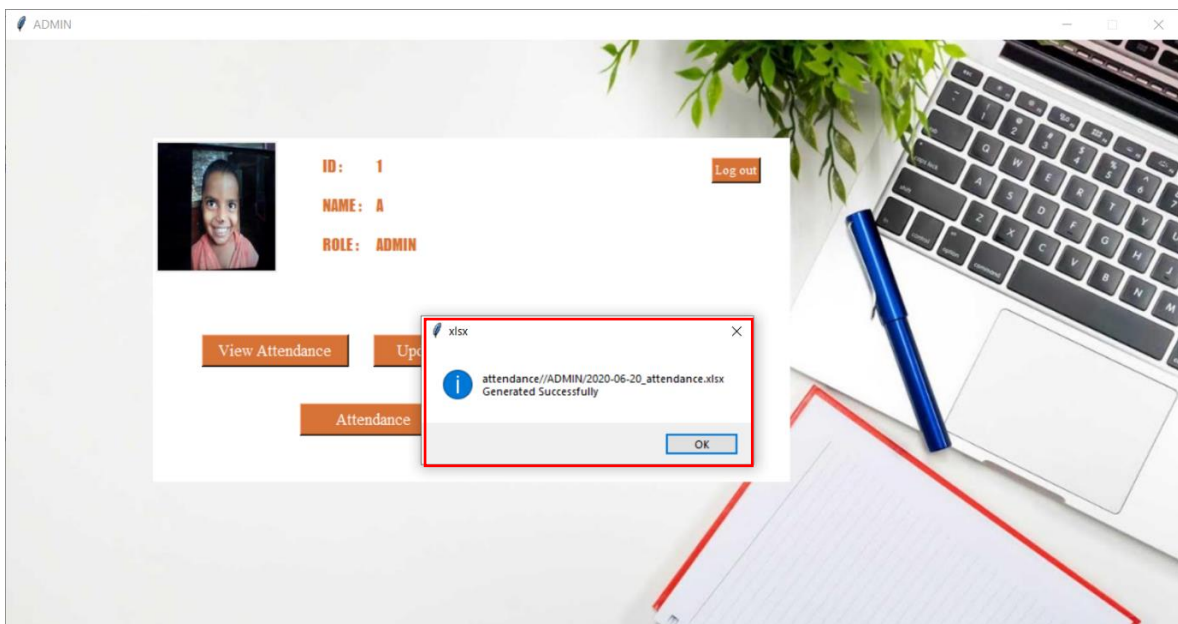 ADMIN
ID: 1
Log out
NAME: A
ROLE: ADMIN
xlsx
View Attendance
attendance//ADMIN/2020-06-20_attendance.xlsx
Generated Successfully
Attendance
OK